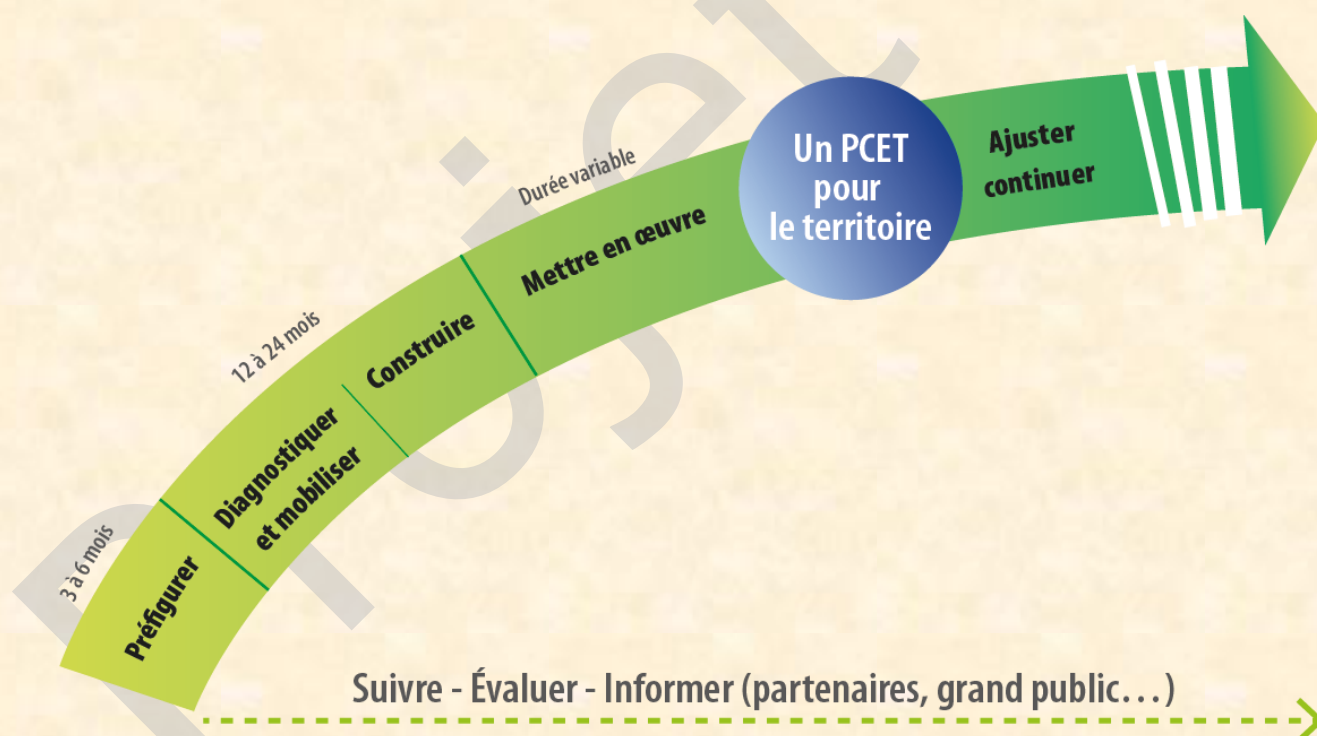 Projet
Un PCET
pour
le territoire
Ajuster
continuer
Durée variable
Mettre en œuvre
12 à 24 mois
Construire
Diagnostiquer
et mobiliser
3 à 6 mois
Préfigurer
Suivre - Évaluer - Informer (partenaires, grand public…)